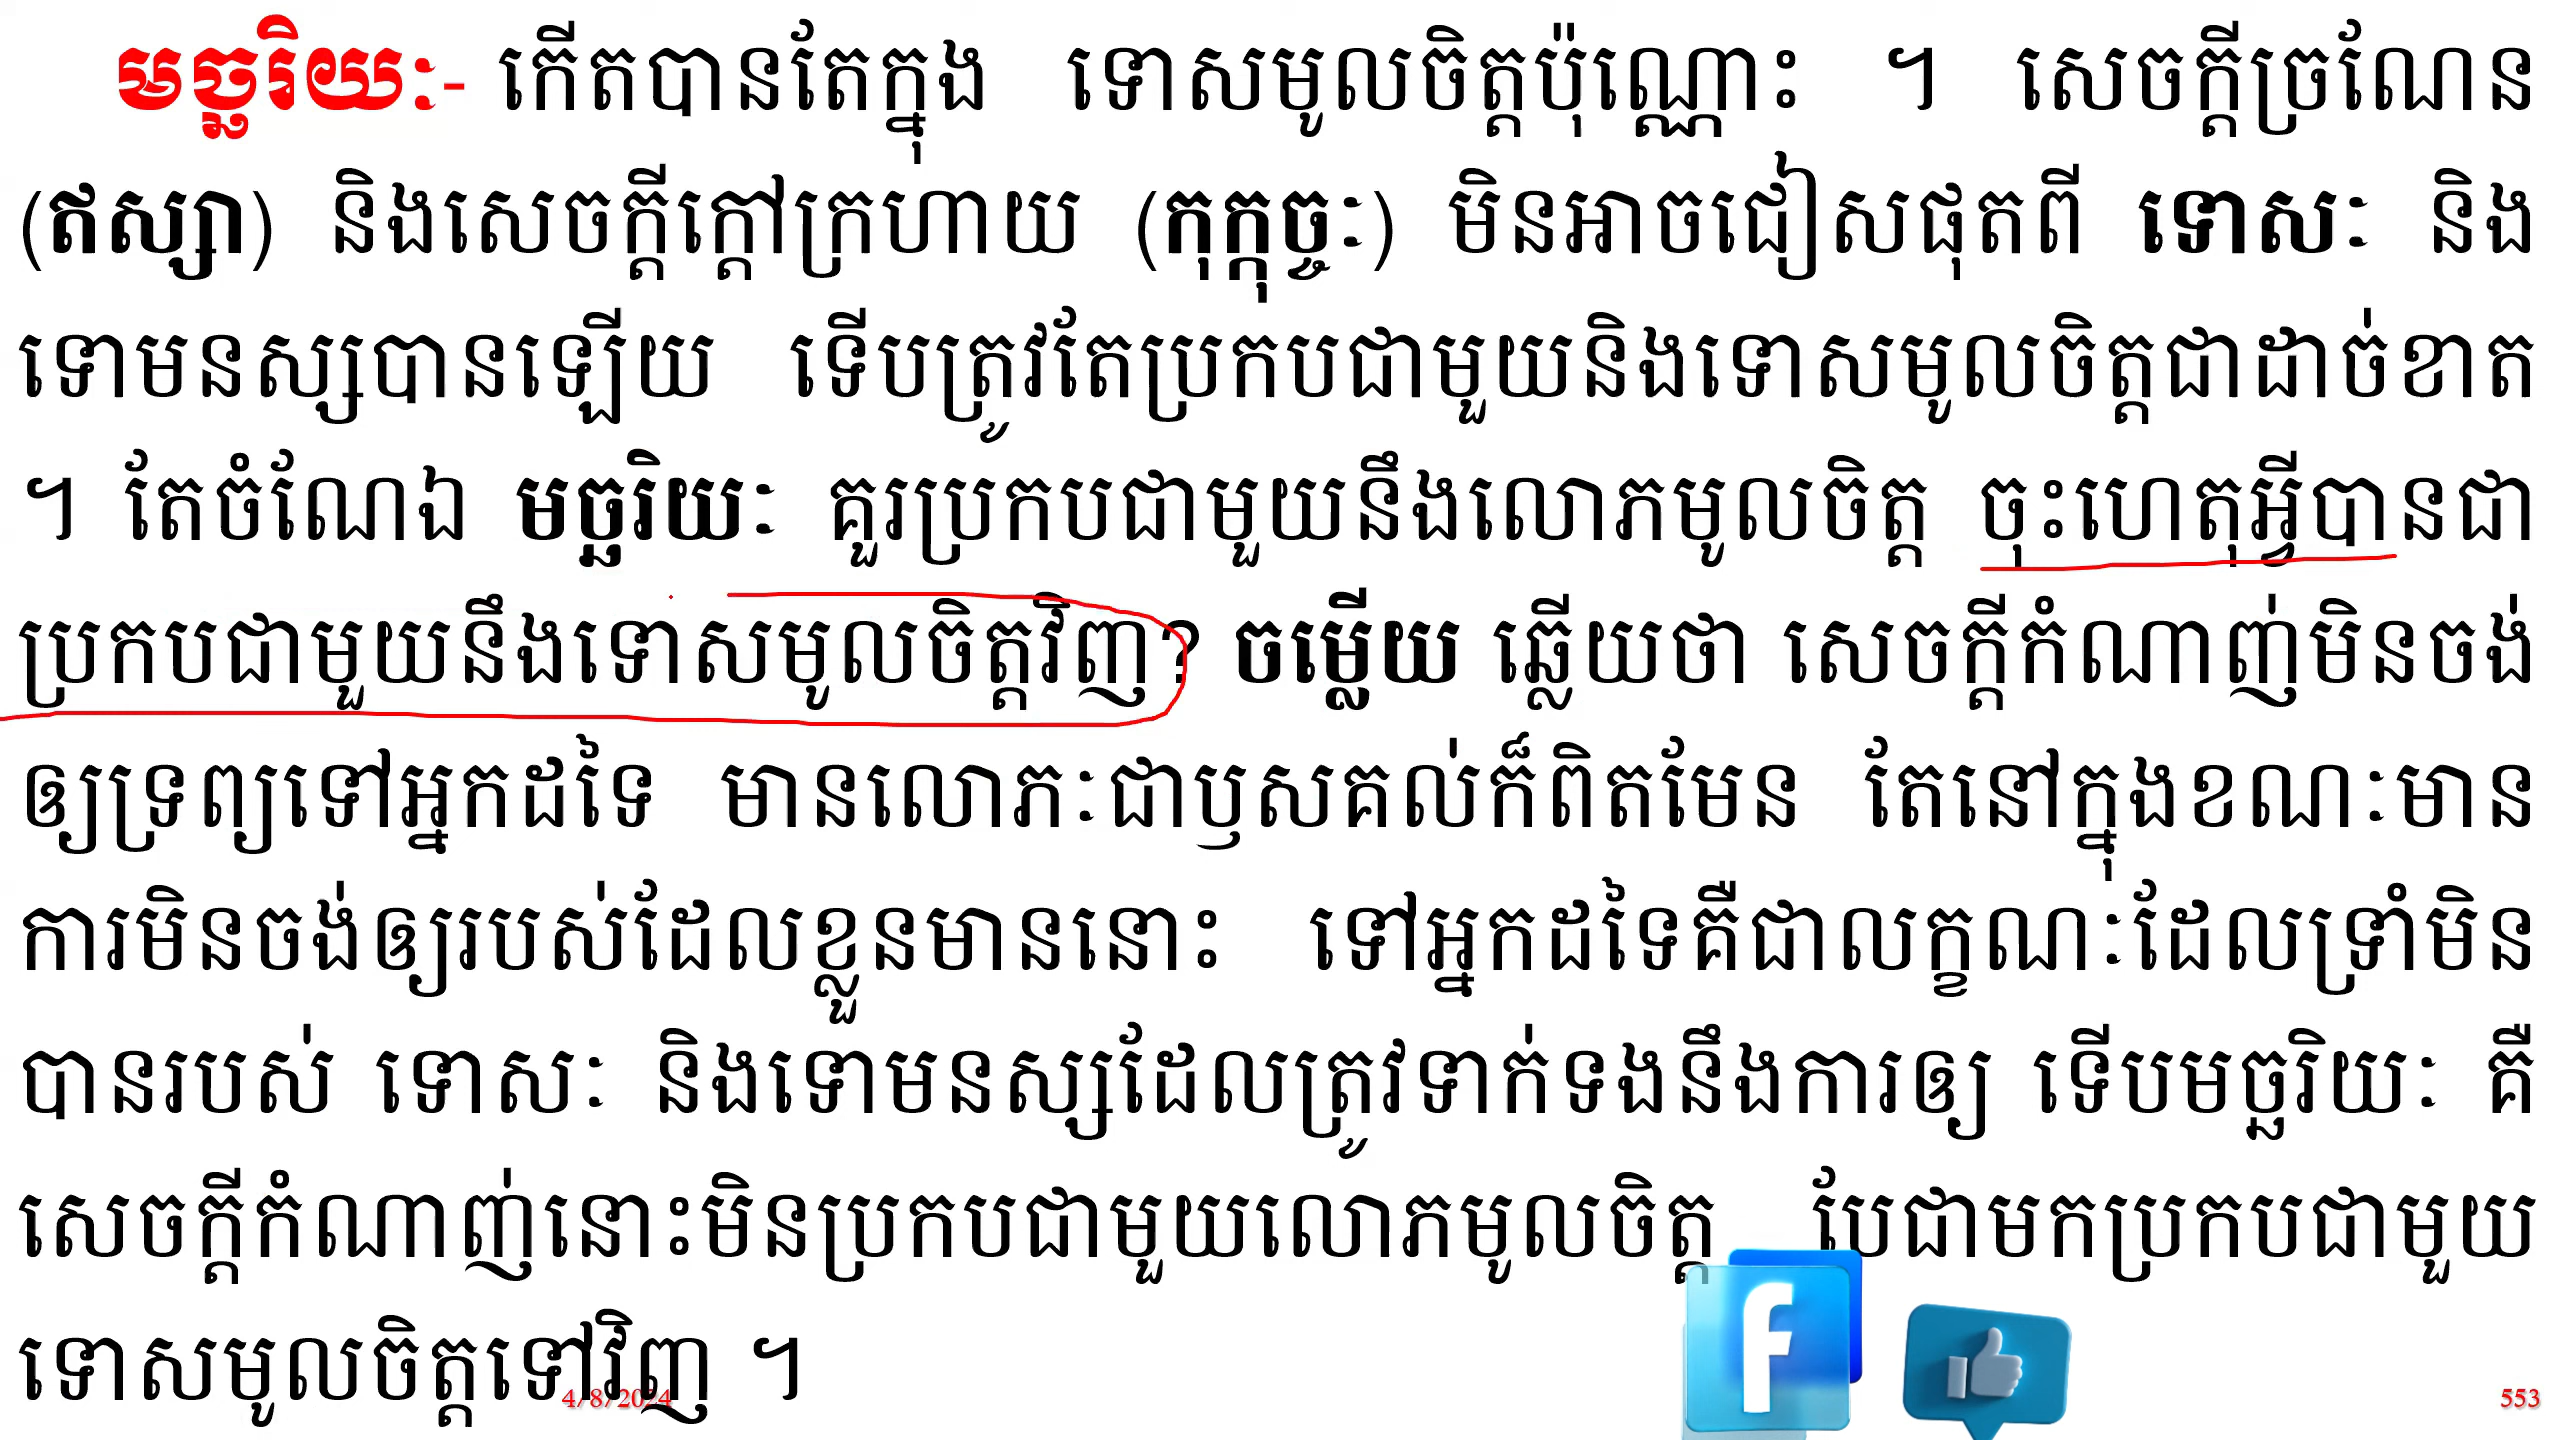 មច្ឆរិយៈ- កើតបានតែក្នុង ទោសមូលចិត្តប៉ុណ្ណោះ ។ សេចក្តីច្រណែន
(ឥស្សា) និងសេចក្តីក្តៅក្រហាយ (កុក្កុច្ចៈ) មិនអាចជៀសផុតពី ទោសៈ និង
ទោមនស្សបានឡើយ ទើបត្រូវតែប្រកបជាមួយនិងទោសមូលចិត្តជាដាច់ខាត
។ តែចំណែឯ មច្ឆរិយៈ គួរប្រកបជាមួយនឹងលោភមូលចិត្ត ចុះហេតុអ្វីបានជា
ប្រកបជាមួយនឹងទោសមូលចិត្តវិញ? ចម្លើយ ឆ្លើយថា សេចក្តីកំណាញ់មិនចង់
ឲ្យទ្រព្យទៅអ្នកដទៃ មានលោភៈជាឫសគល់ក៏ពិតមែន តែនៅក្នុងខណៈមាន
ការមិនចង់ឲ្យរបស់ដែលខ្លួនមាននោះ ទៅអ្នកដទៃគឺជាលក្ខណៈដែលទ្រាំមិន
បានរបស់ ទោសៈ និងទោមនស្សដែលត្រូវទាក់ទងនឹងការឲ្យ ទើបមច្ឆរិយៈ គឺ
សេចក្តីកំណាញ់នោះមិនប្រកបជាមួយលោភមូលចិត្ត បែជាមកប្រកបជាមួយ
ទោសមូលចិត្តទៅវិញ ។
4/8/2024
553